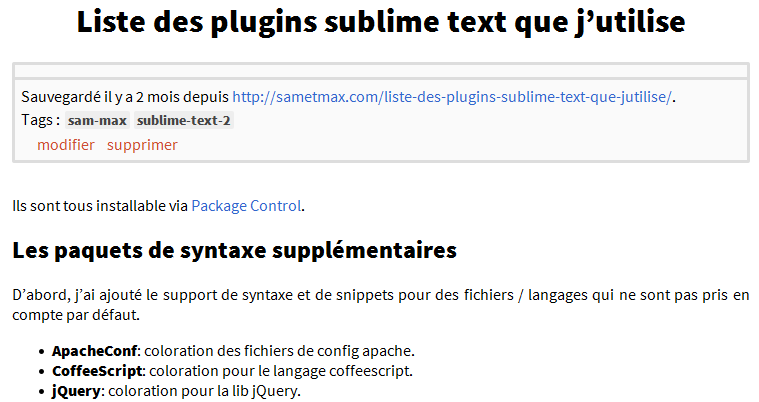 Liste des plugins sublime text que j’utilise
Sauvegardé il y a 2 mois depuis http://sametmax.com/liste-des-plugins-sublime-text-que-jutilise/.
Tags : sam-max sublime-text-2
modifier supprimer
Ils sont tous installable via Package Control.
Les paquets de syntaxe supplémentaires
D’abord, j’ai ajouté le support de syntaxe et de snippets pour des fichiers / langages qui ne sont pas pris en
compte par défaut.
• ApacheConf: coloration des fichiers de config apache.
• CoffeeScript: coloration pour le langage coffeescript.
• jQuery: coloration pour la lib jQuery.